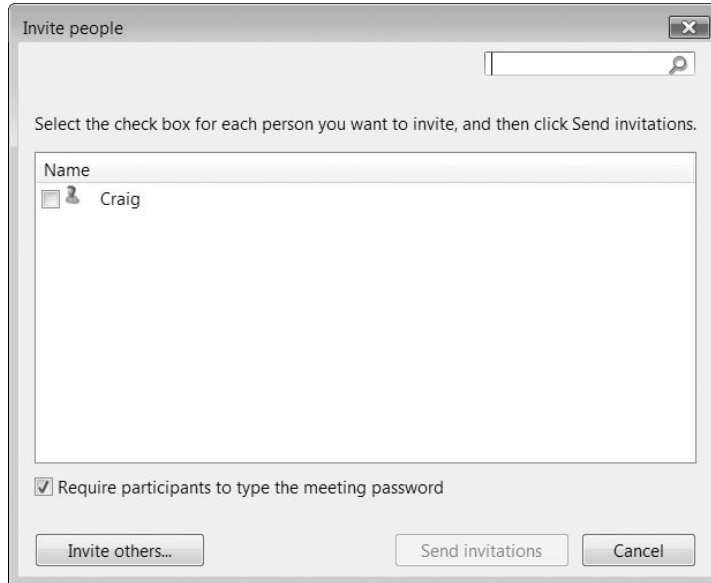 Invite people
Select the check box for each person you want to invite, and then click Send invitations.
Name
Craig
Require participants to type the meeting password
Invite others...
Send invitations
Cancel